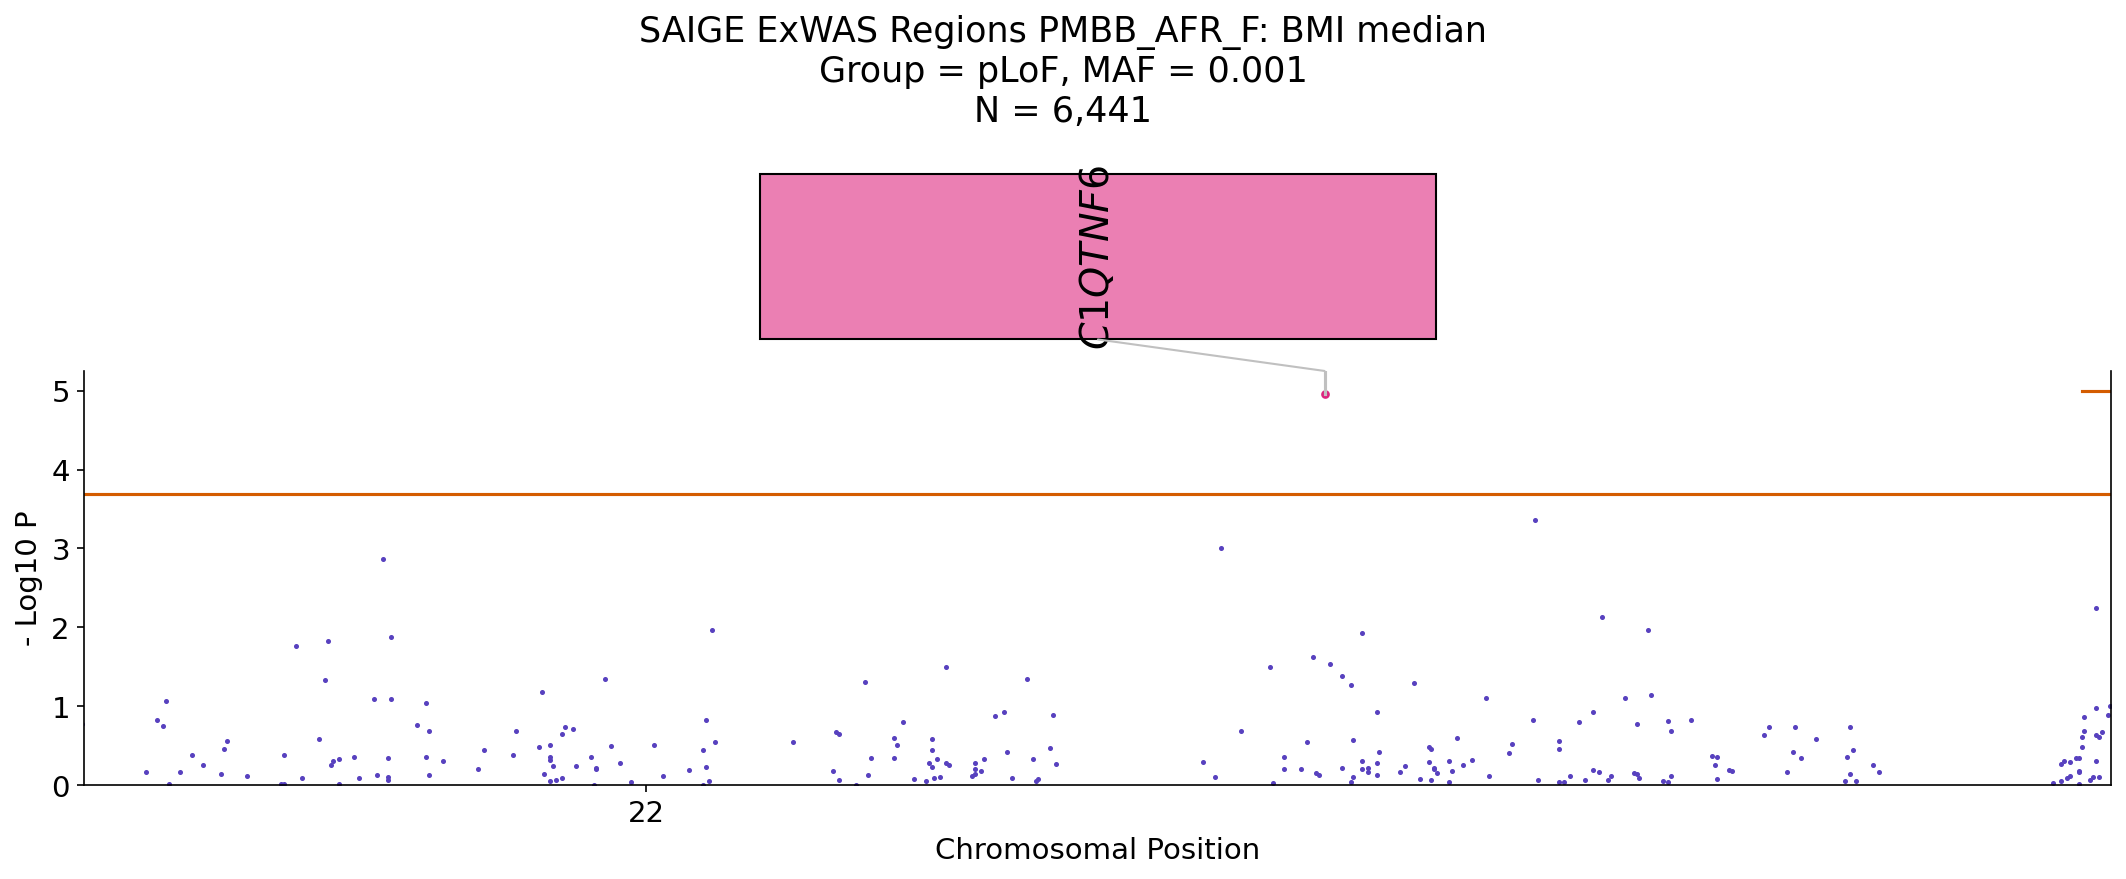 SAIGE ExWAS Regions PMBB_AFR_F: BMI median
Group = pLoF, MAF = 0.001
N = 6,441
C1QTNF6
5
4
3
2
1
0
- Log10 P
22
Chromosomal Position